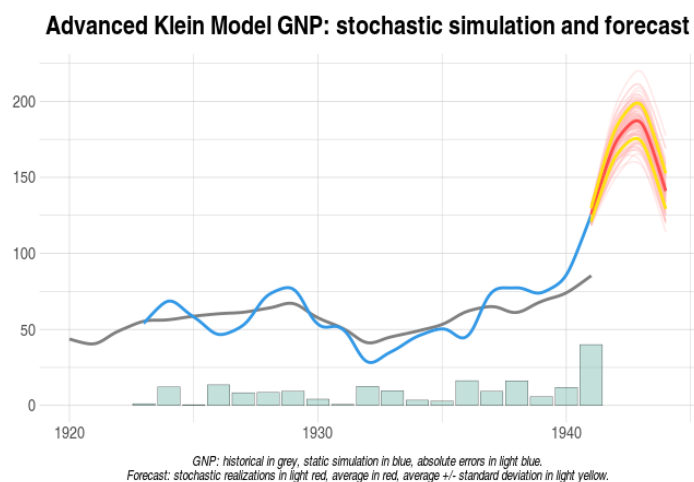 Advanced Klein Model GNP: stochastic simulation and forecast
200
150
100
50
0
1920
1930
1940
GNP: historical in grey, static simulation in blue, absolute errors in light blue.
Forecast: stochastic realizations in light red, average in red, average +/- standard deviation in light yellow.